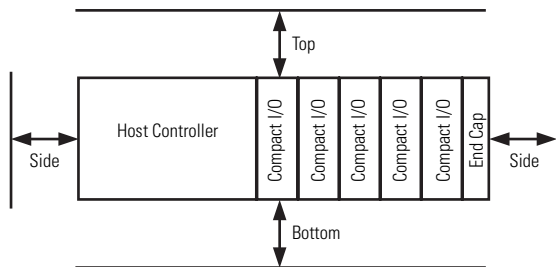 Top
Host Controller
Compact I/O
Compact I/O
Compact I/O
Compact I/O
Compact I/O
End Cap
Side
Side
Bottom